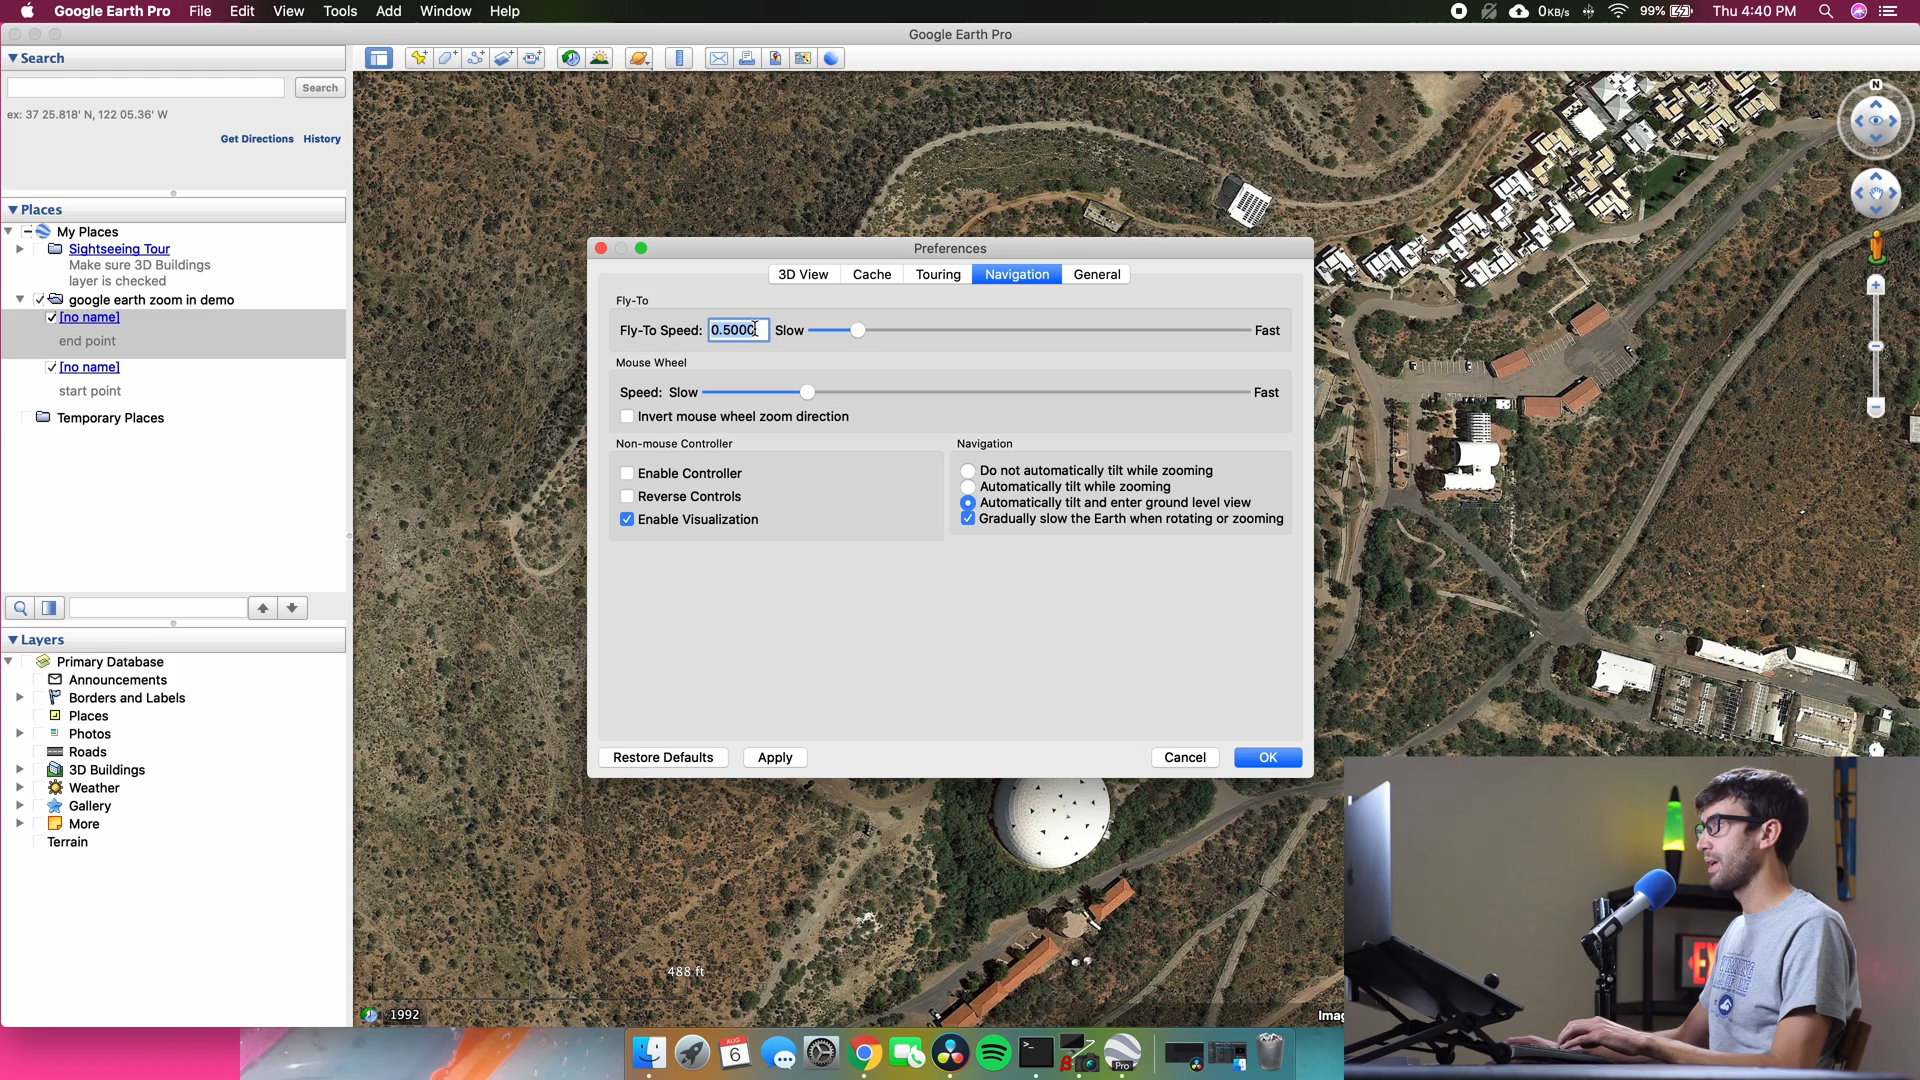 Google Earth Pro File Edit View Tools Add Window Help
0KB/s 99% Thu 4:40 PM
Google Earth Pro
Search
Search
ex: 37 25.818' N, 122 05.36' W
Get Directions History
Places
My Places
Sightseeing Tour
Make sure 3D Buildings
layer is checked
google earth zoom in demo
[no name]
end point
[no name]
start point
Temporary Places
Layers
Primary Database
Announcements
Borders and Labels
Places
Photos
Roads
3D Buildings
Weather
Gallery
More
Terrain
N
Preferences
3D View Cache Touring Navigation General
Fly-To
Fly-To Speed: 0.5000 Slow Fast
Mouse Wheel
Speed: Slow Fast
Invert mouse wheel zoom direction
Non-mouse Controller
Enable Controller
Reverse Controls
Enable Visualization
Navigation
Do not automatically tilt while zooming
Automatically tilt while zooming
Automatically tilt and enter ground level view
Gradually slow the Earth when rotating or zooming
Restore Defaults Apply Cancel OK
488 ft
1992
Imag
AUG
6
Pro